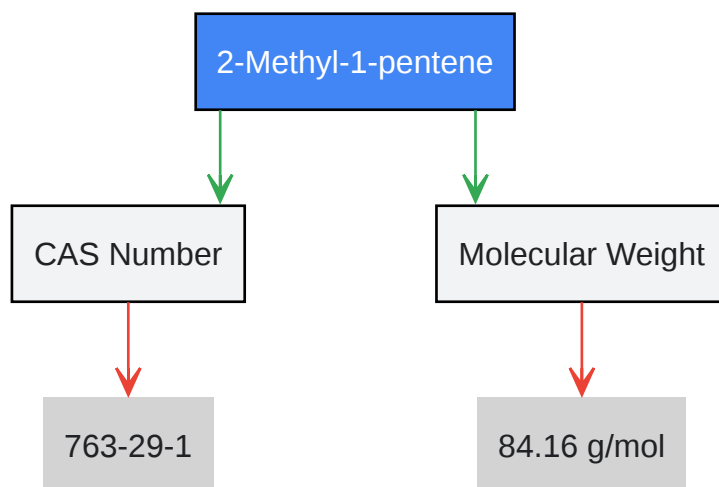 2-Methyl-1-pentene
CAS Number
Molecular Weight
763-29-1
84.16 g/mol